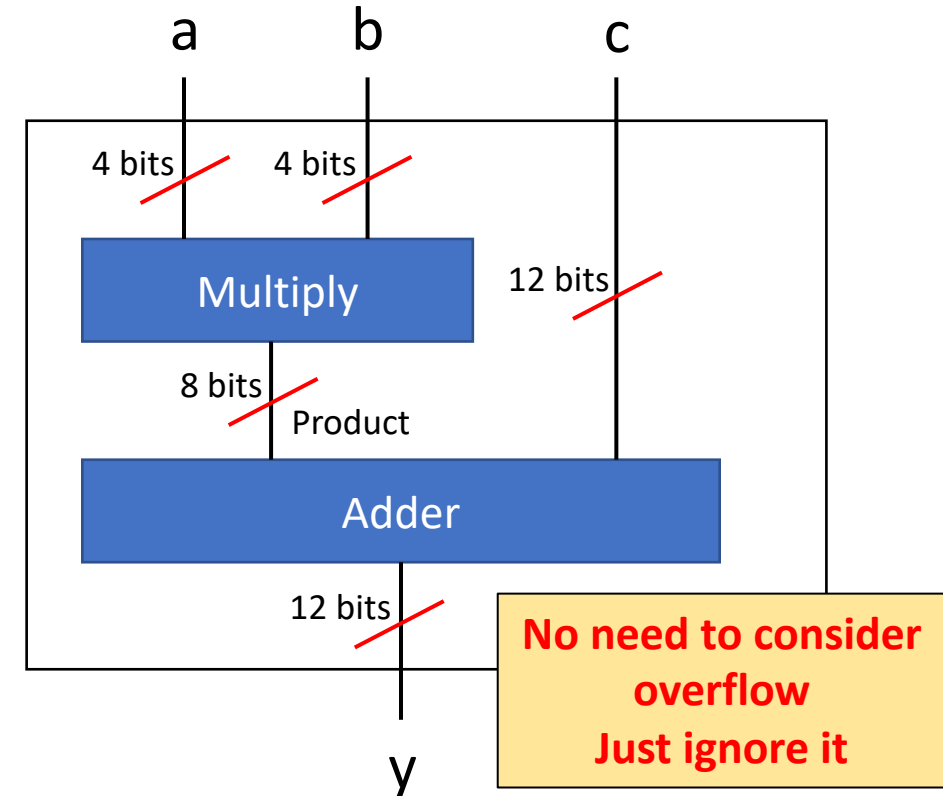 a
b
c
4 bits
4 bits
Multiply
12 bits
8 bits
Product
Adder
12 bits
No need to consider
overflow
Just ignore it
y